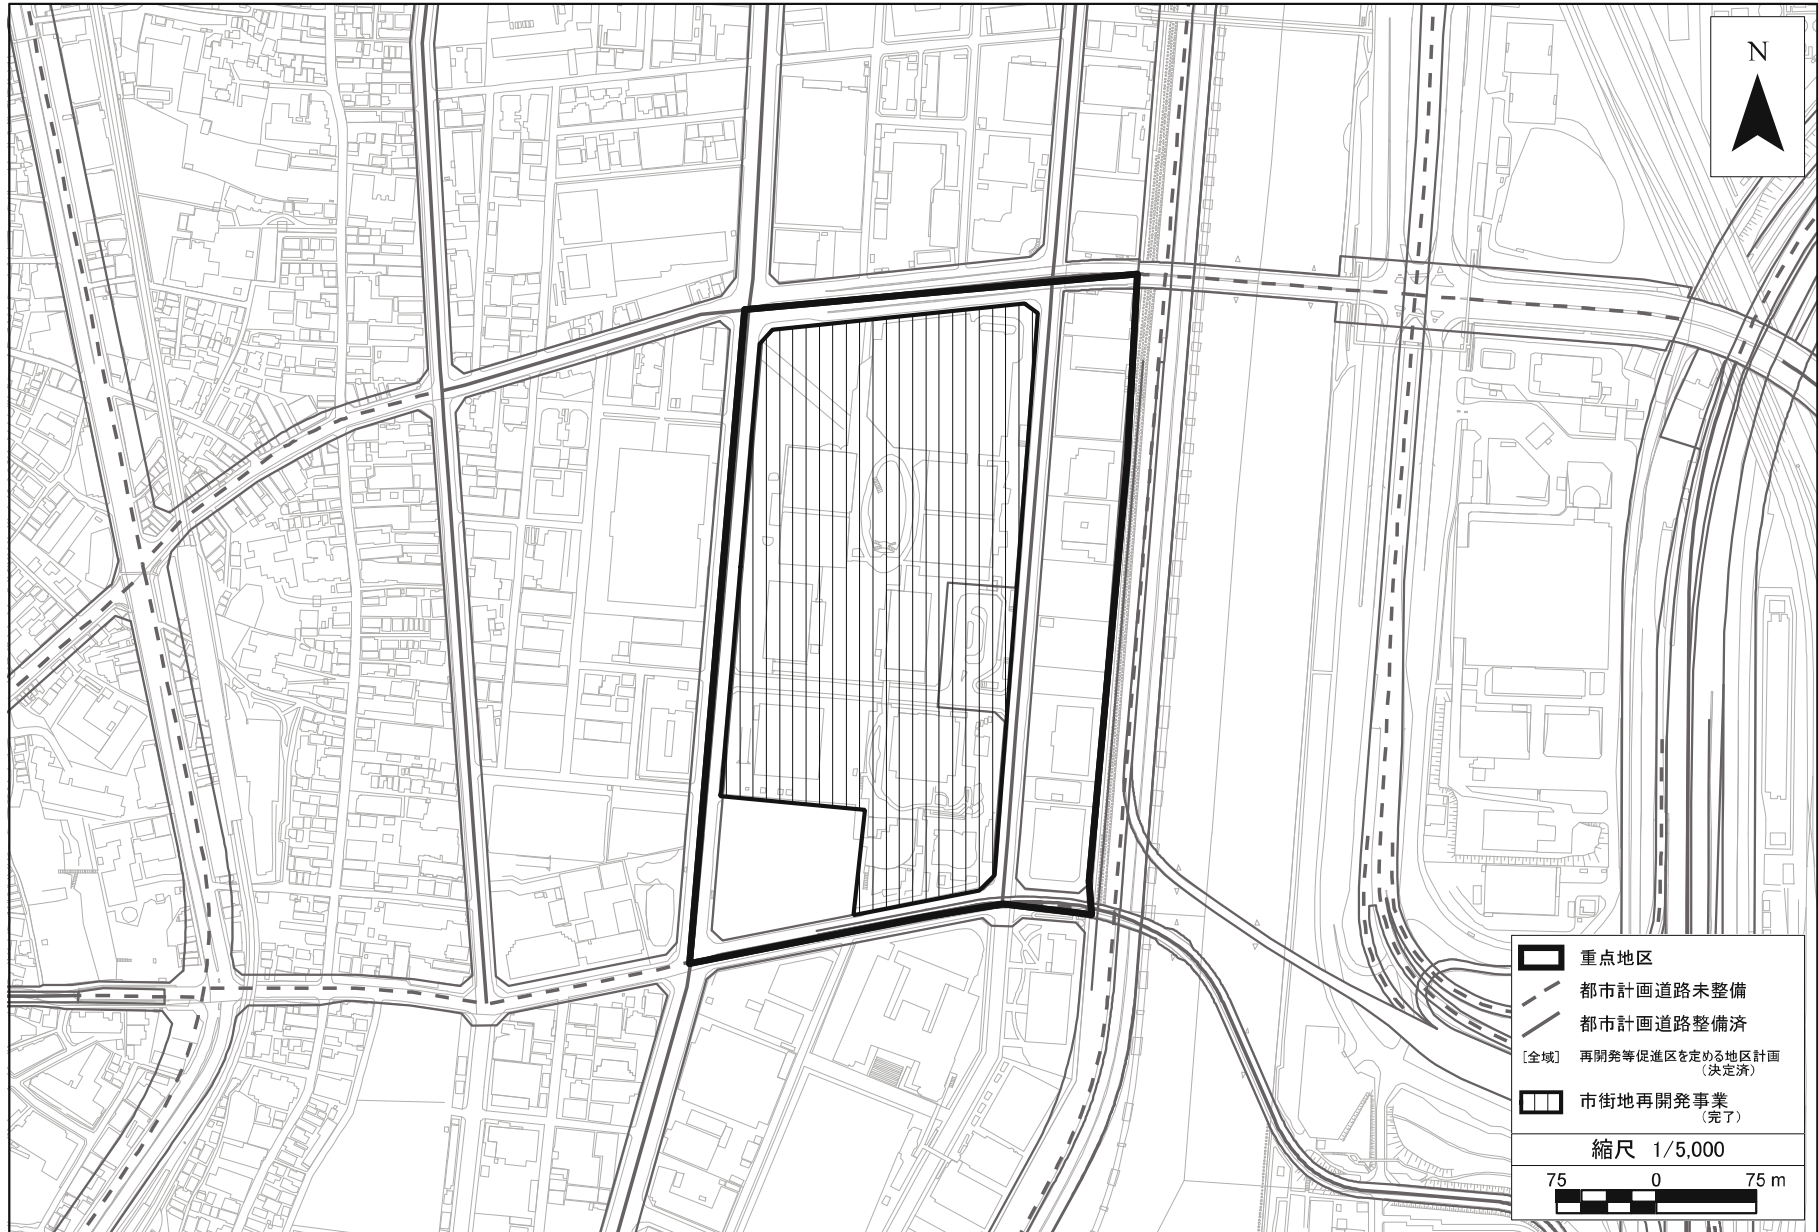 N
重点地区
都市計画道路未整備
都市計画道路整備済
[全域] 再開発等促進区を定める地区計画
(決定済)
市街地再開発事業
(完了)
縮尺 1/5,000
75 0 75 m